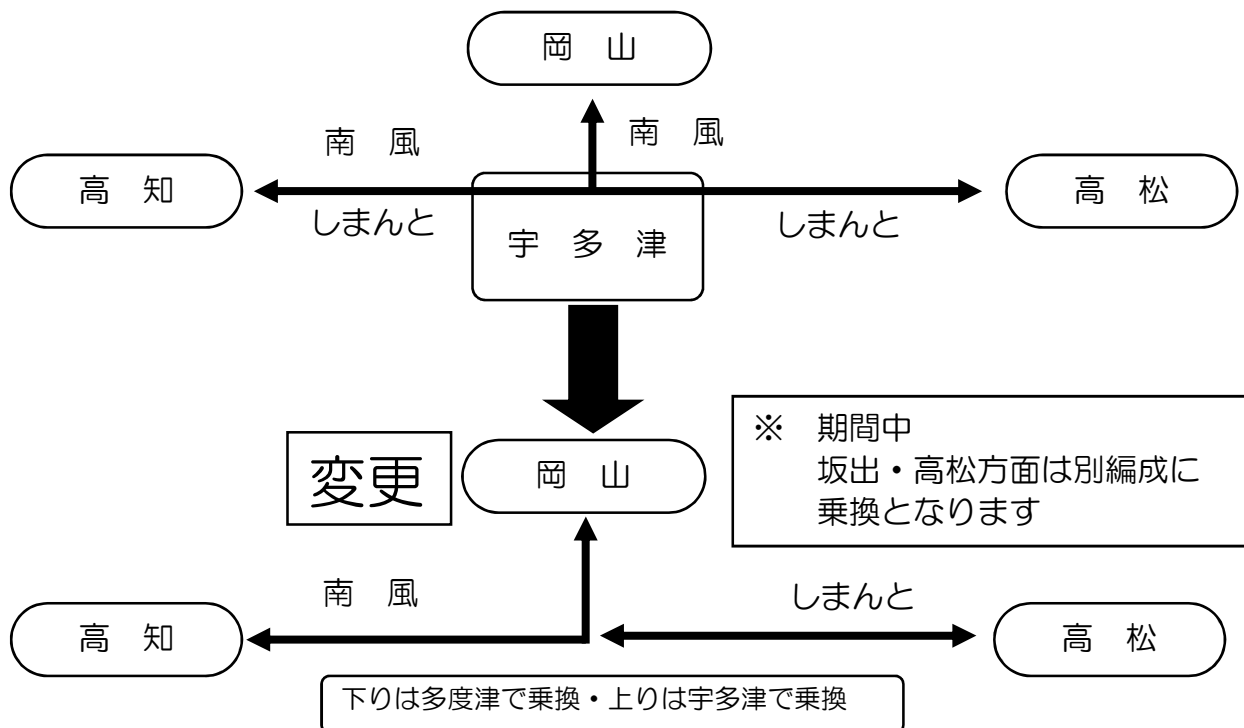 岡 山
南 風
南 風
高 知
高 松
しまんと
しまんと
宇 多 津
変更
岡 山
※ 期間中
坂出・高松方面は別編成に
乗換となります
南 風
しまんと
高 知
高 松
下りは多度津で乗換・上りは宇多津で乗換